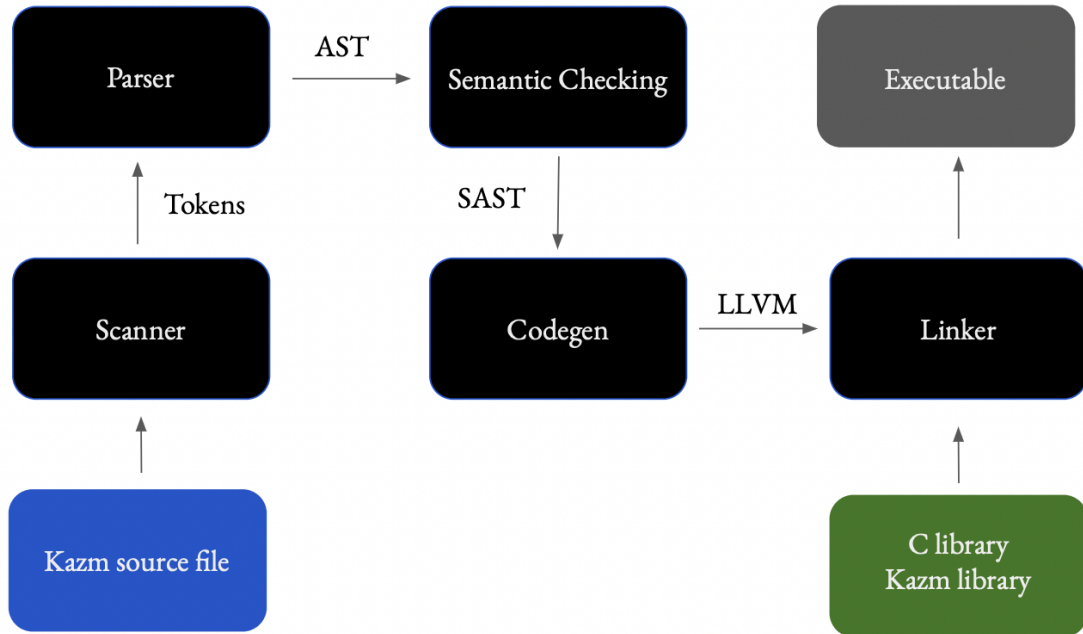 Parser
AST
Semantic Checking
Executable
Tokens
SAST
Scanner
Codegen
LLVM
Linker
Kazm source file
C library
Kazm library